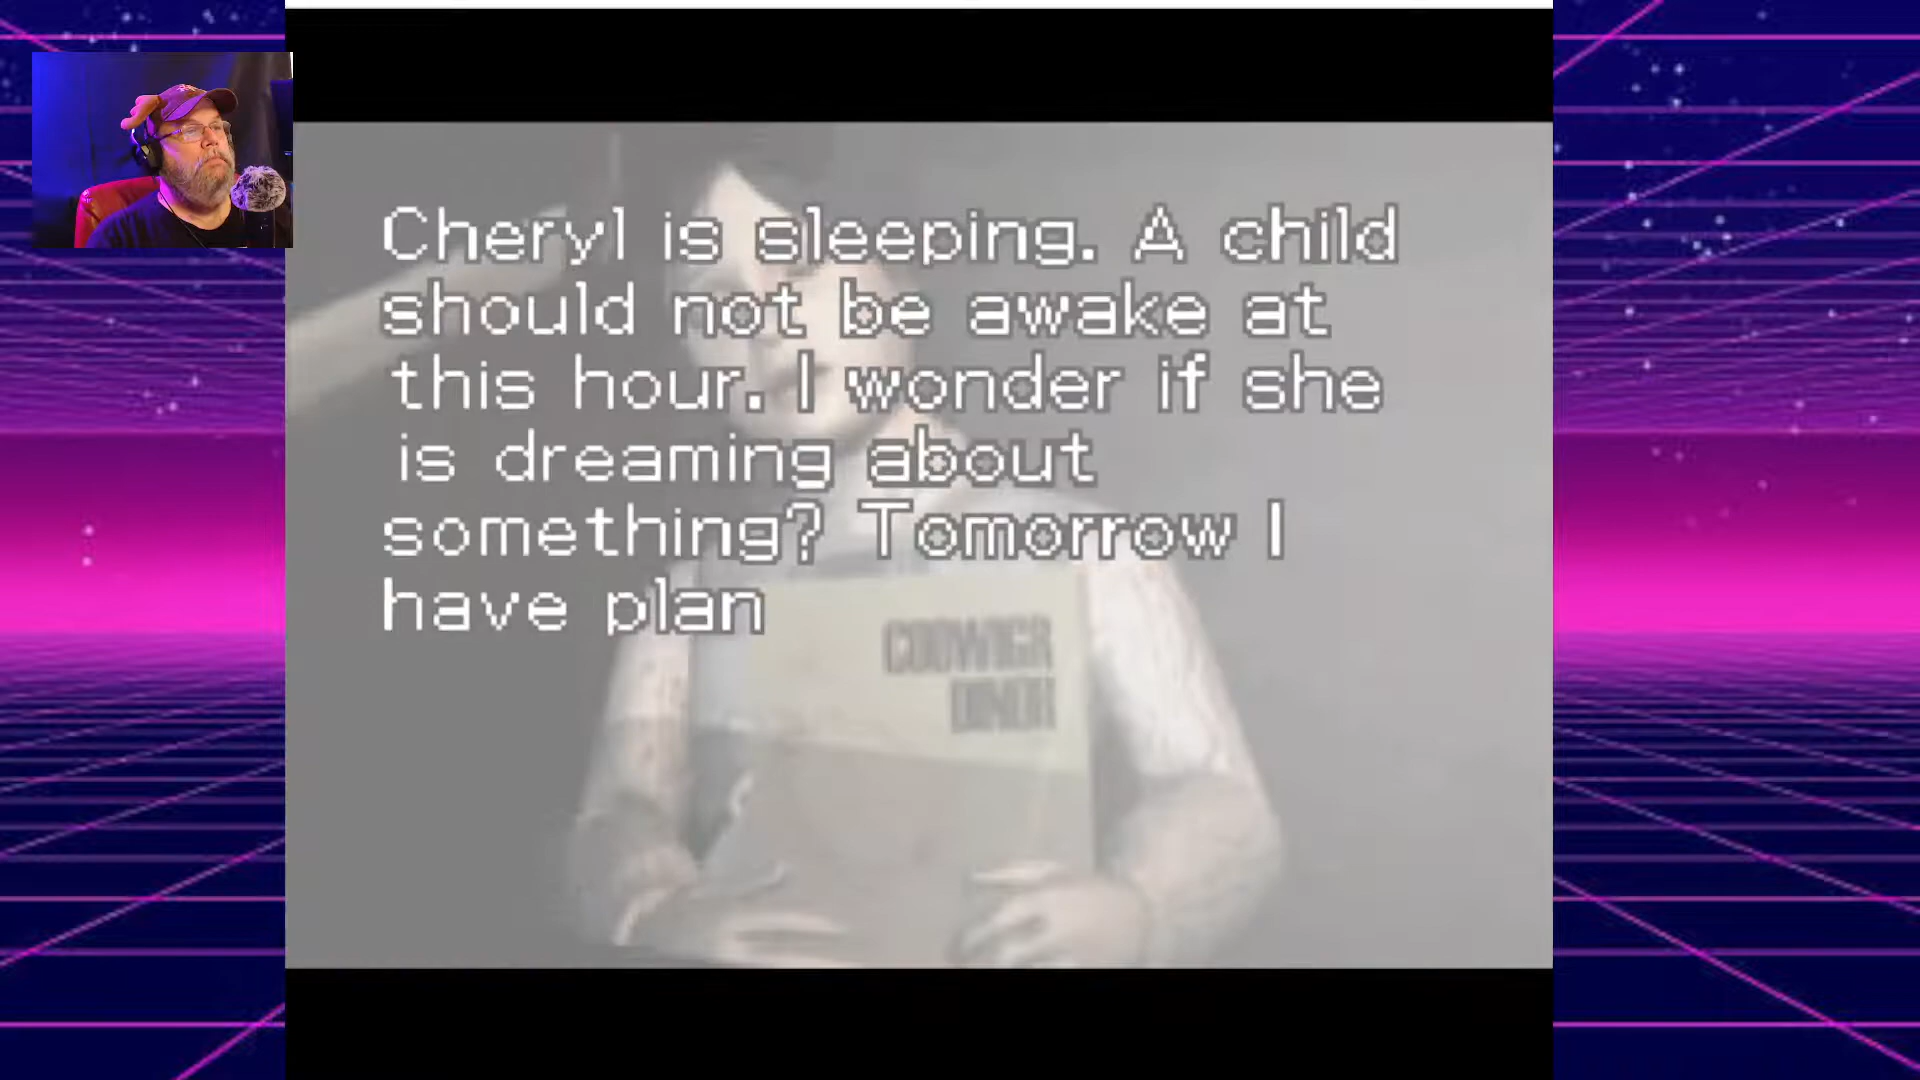 Cheryl is sleeping. A child
should not be awake at
this hour. I wonder if she
is dreaming about
something? Tomorrow I
have plan